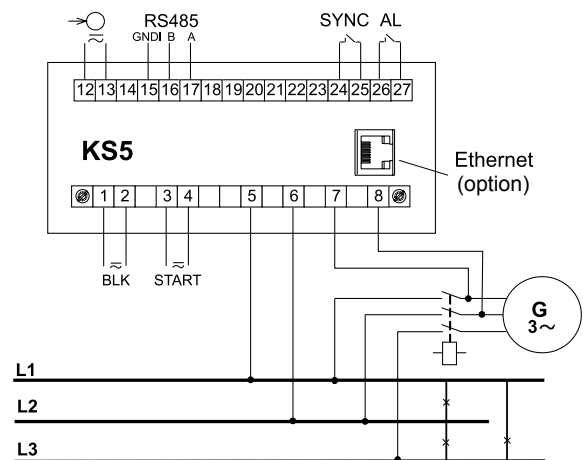 RS485
SYNC AL
GNDI B A
12 13 14 15 16 17 18 19 20 21 22 23 24 25 26 27
KS5
Ethernet
(option)
1 2 3 4 5 6 7 8
BLK START
G
3~
L1
L2
L3